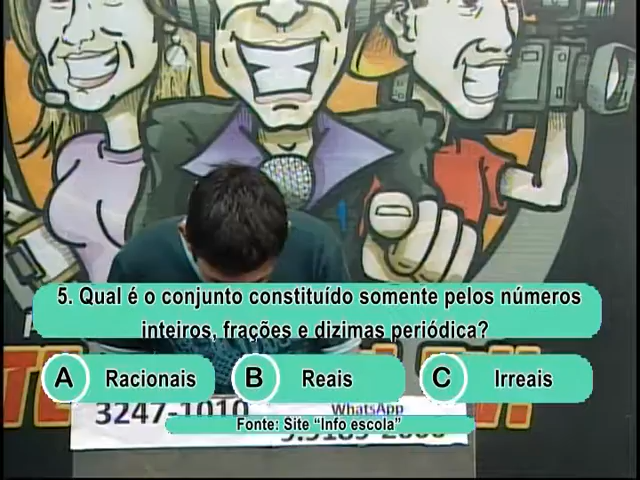 5. Qual é o conjunto constituído somente pelos números
inteiros, frações e dizimas periódica?
A Racionais B Reais C Irreais
3247-1010 WhatsApp
Fonte: Site “Info escola”